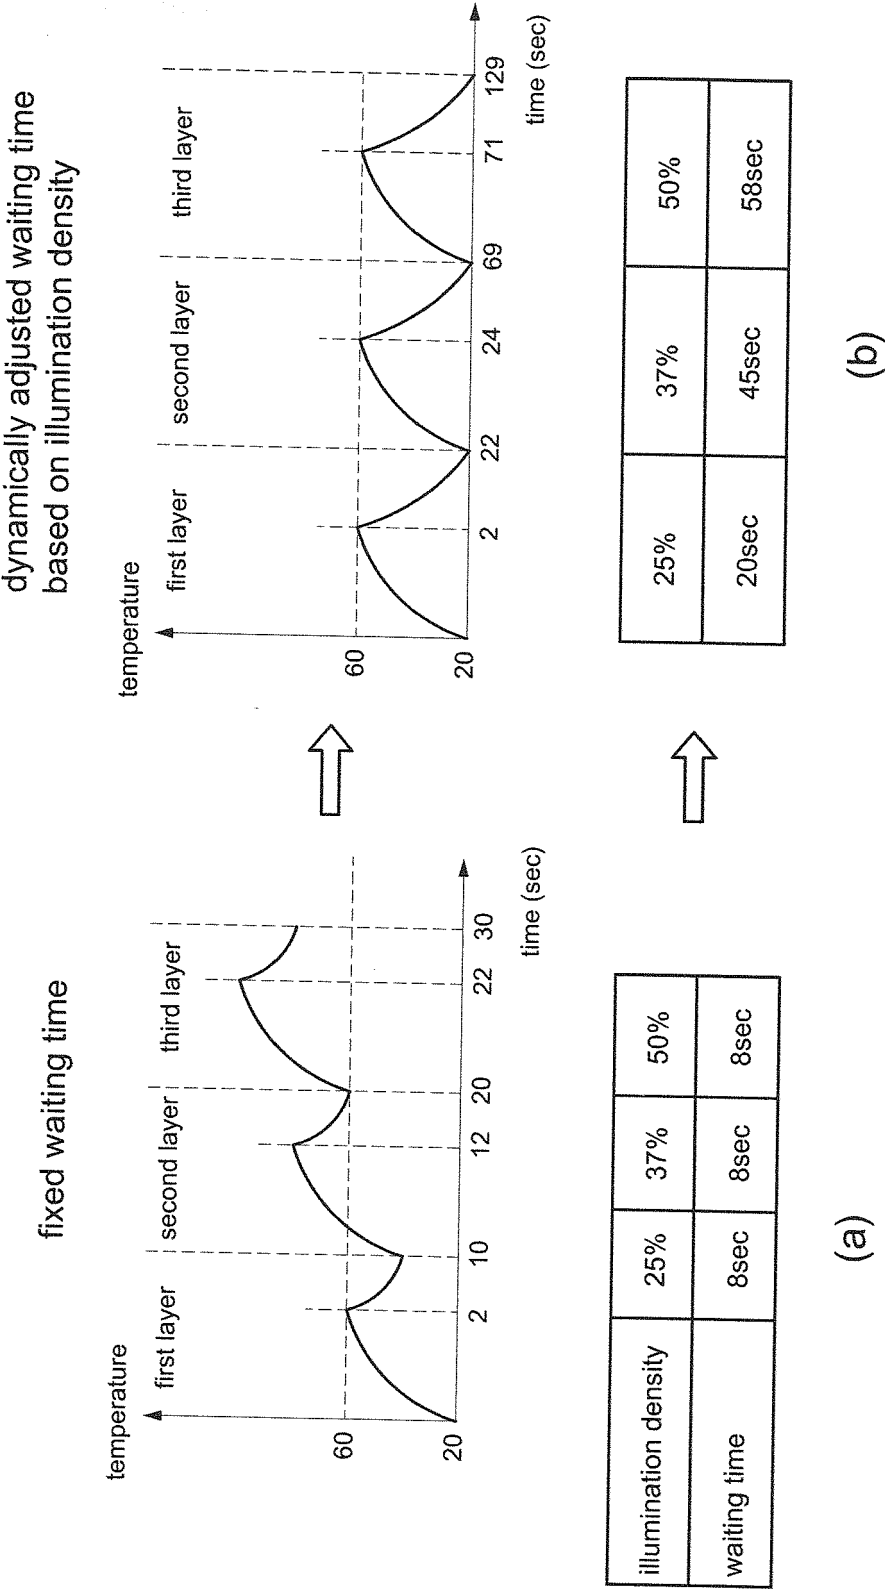 fixed waiting time
temperature
first layer
second layer
third layer
60
20
2
10
12
20
22
30
time (sec)
illumination density
25%
37%
50%
waiting time
8sec
8sec
8sec
(a)
dynamically adjusted waiting time
based on illumination density
temperature
first layer
second layer
third layer
60
20
2
22
24
69
71
129
time (sec)
25%
37%
50%
20sec
45sec
58sec
(b)